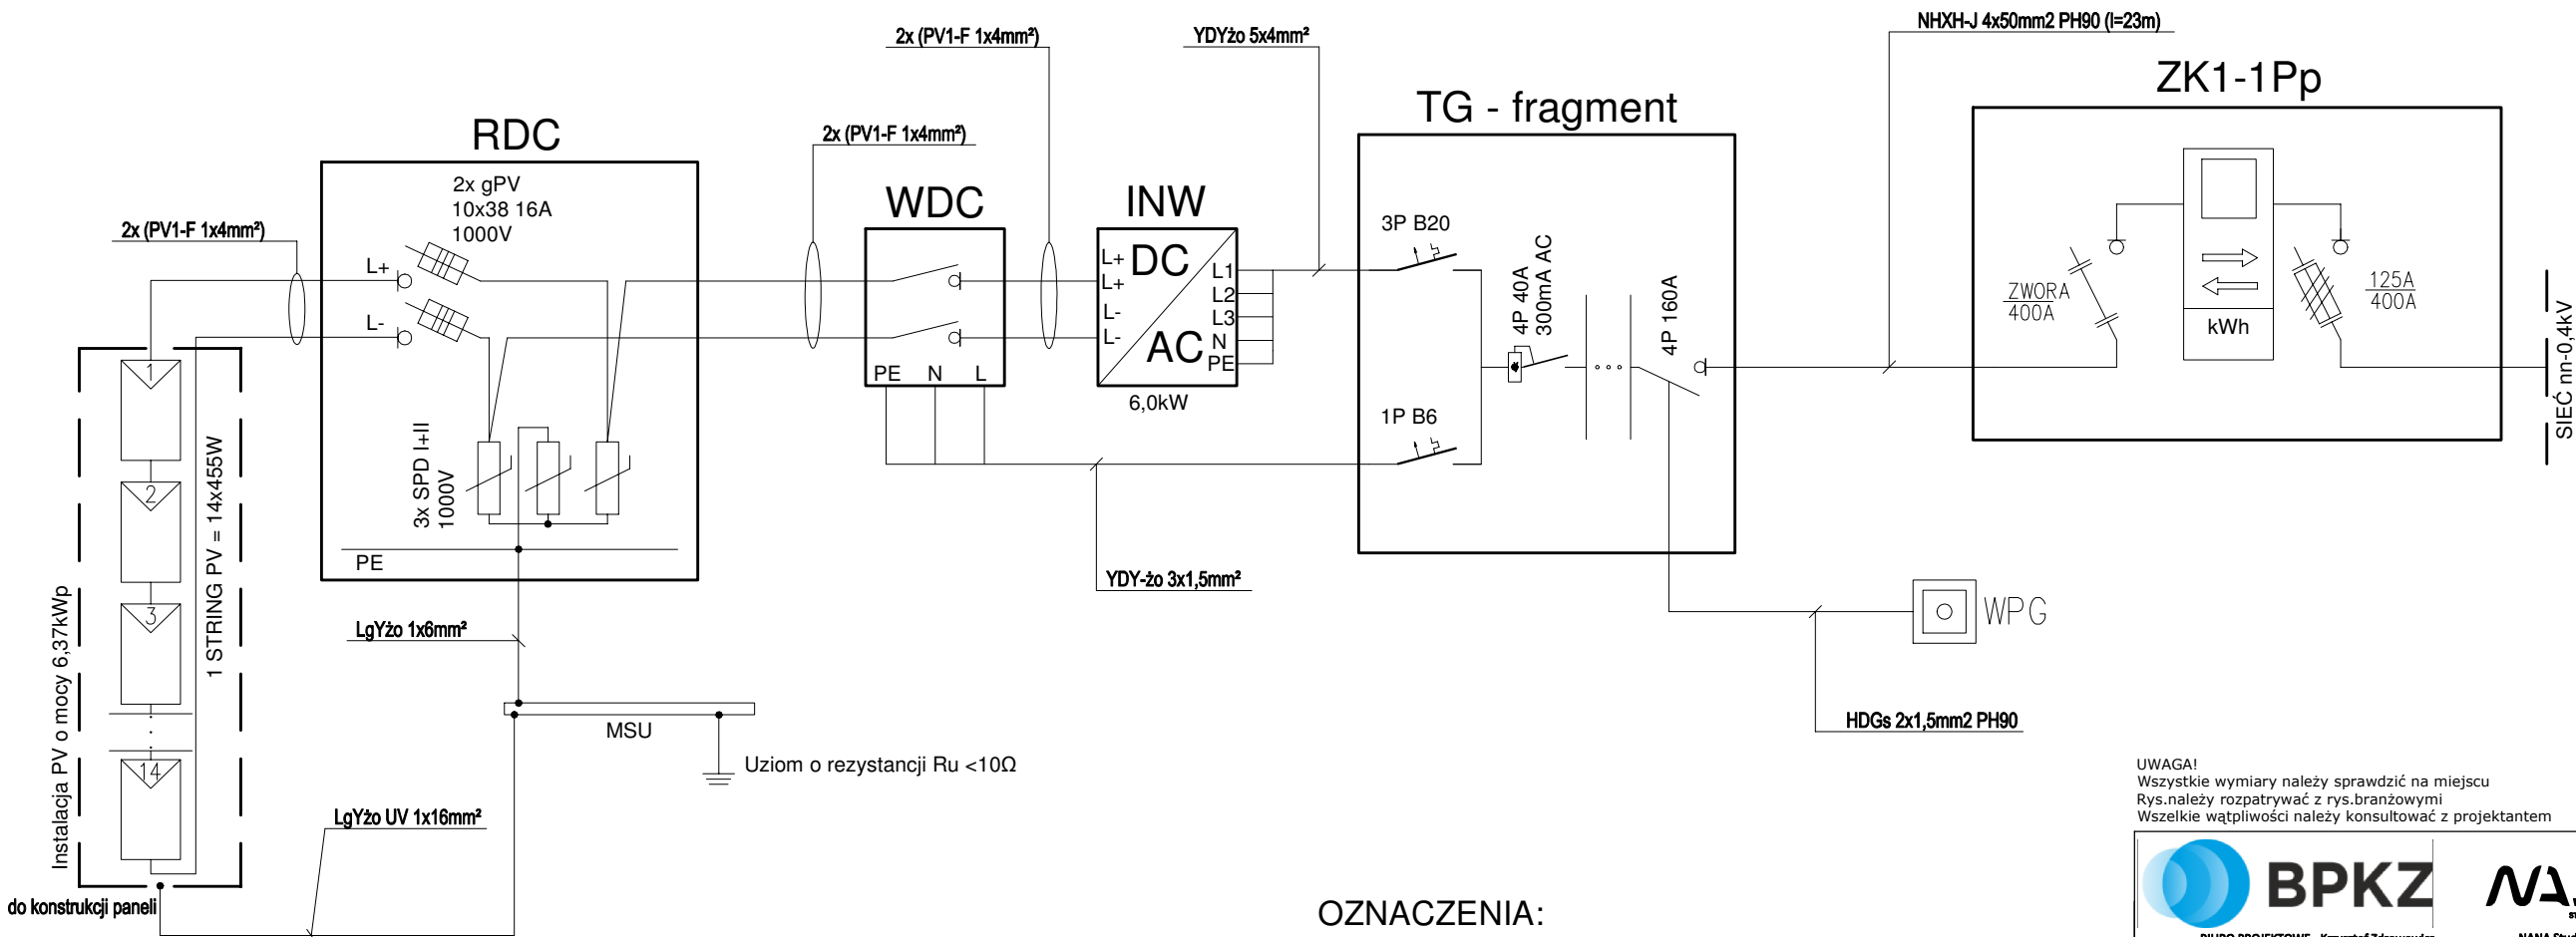 2x (PV1-F 1x4mm²)
RDC
2x gPV
10x38 16A
1000V
L+
L-
3x SPD I+II
1000V
PE
1
2
3
14
1 STRING PV = 14x455W
Instalacja PV o mocy 6,37kWp
do konstrukcji paneli
LgYżo 1x6mm²
MSU
Uziom o rezystancji Ru <10Ω
LgYżo UV 1x16mm²
2x (PV1-F 1x4mm²)
WDC
PE N L
2x (PV1-F 1x4mm²)
INW
L+
L+
L-
L-
DC
AC
L1
L2
L3
N
PE
6,0kW
YDYżo 5x4mm²
YDY-żo 3x1,5mm²
TG - fragment
3P B20
1P B6
4P 40A
300mA AC
4P 160A
WPG
HDGs 2x1,5mm2 PH90
NHXH-J 4x50mm2 PH90 (l=23m)
ZK1-1Pp
ZWORA
400A
kWh
125A
400A
SIEĆ nn-0,4kV
UWAGA!
Wszystkie wymiary należy sprawdzić na miejscu
Rys.należy rozpatrywać z rys.branżowymi
Wszelkie wątpliwości należy konsultować z projektantem
BPKZ
OZNACZENIA: